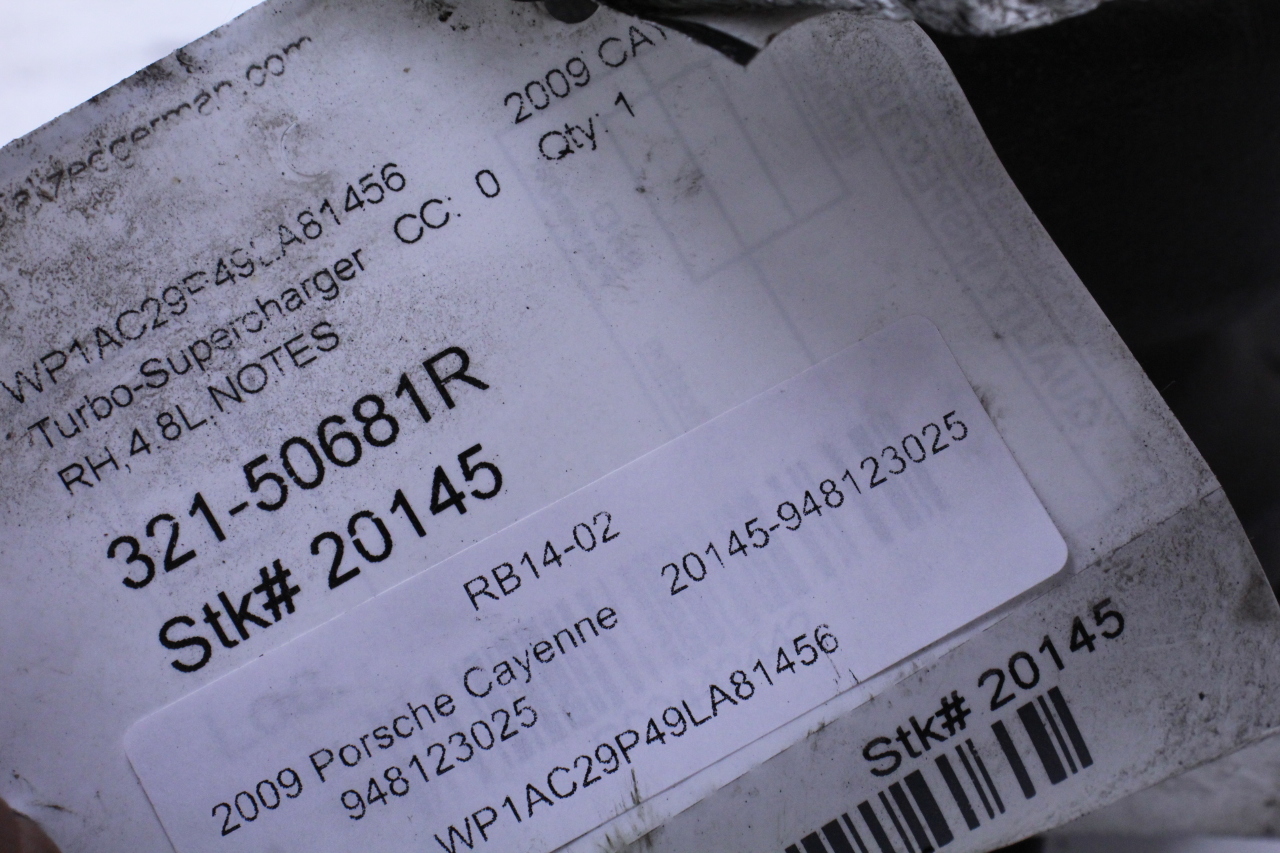 2009 CAY
Qty: 1
WP1AC29P49LA81456
Turbo-Supercharger CC: 0
RH,4.8L.NOTES
321-50681R
Stk# 20145
RB14-02
2009 Porsche Cayenne 20145-948123025
948123025
WP1AC29P49LA81456
Stk# 20145